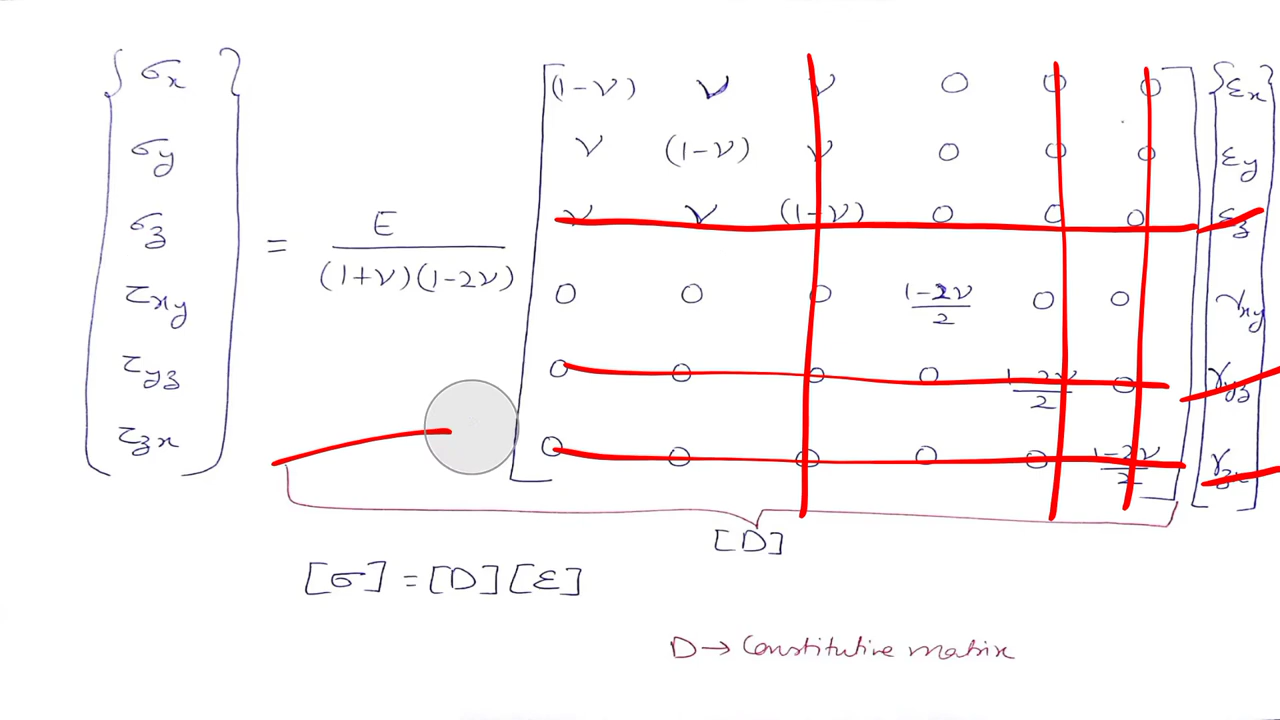 {σx} (1-ν) ν ν 0 0 0 {εx}
σy ν (1-ν) ν 0 0 0 εy
σz = E/((1+ν)(1-2ν)) ν ν (1-ν) 0 0 0 εz
τxy 0 0 0 (1-2ν)/2 0 0 γxy
τyz 0 0 0 0 (1-2ν)/2 0 γyz
τzx 0 0 0 0 0 (1-2ν)/2 γzx
[D]
[σ] = [D][ε]
D → Constitutive matrix